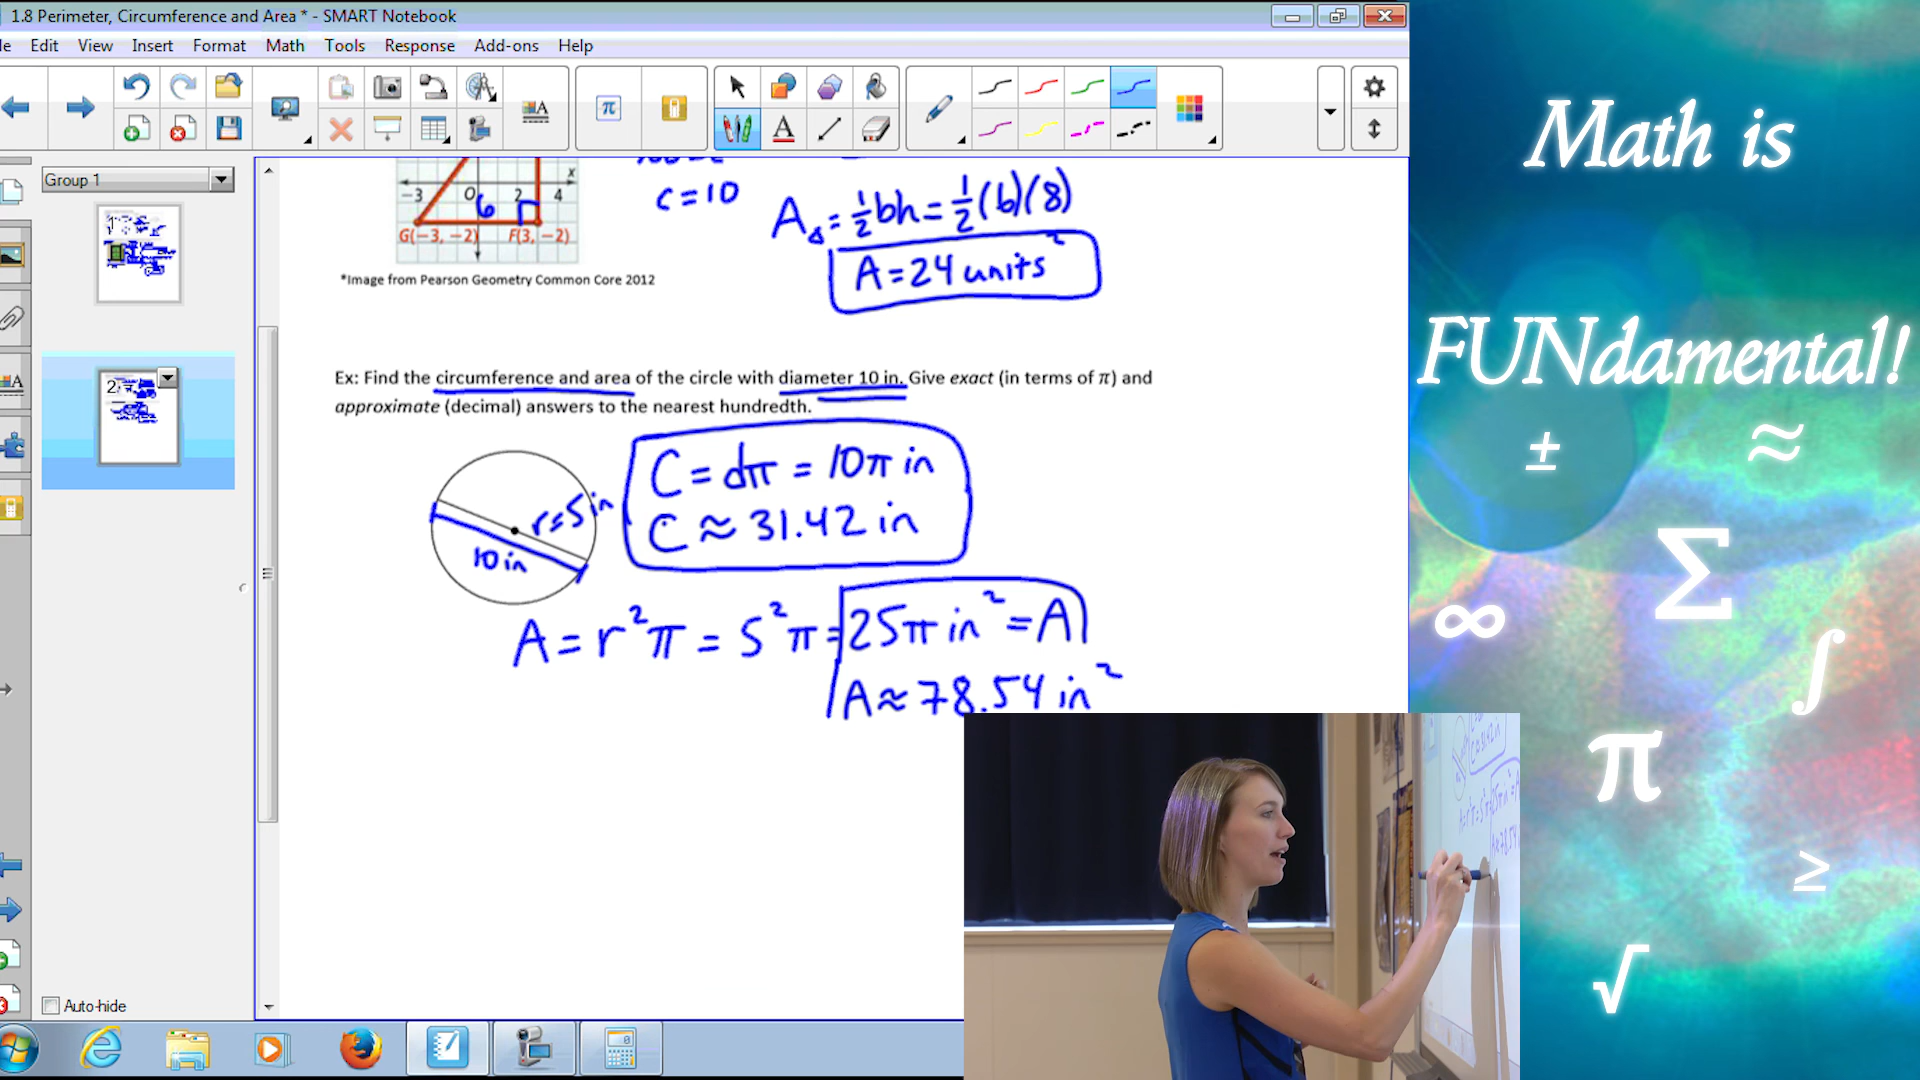 1.8 Perimeter, Circumference and Area * - SMART Notebook
Edit View Insert Format Math Tools Response Add-ons Help
Group 1
-3 O 2 4 x
6
G(-3, -2) F(3, -2)
c = 10
A△ = ½bh = ½(6)(8)
A = 24 units²
*Image from Pearson Geometry Common Core 2012
Ex: Find the circumference and area of the circle with diameter 10 in. Give exact (in terms of π) and
approximate (decimal) answers to the nearest hundredth.
C = dπ = 10π in
C ≈ 31.42 in
r = 5 in
10 in
A = r²π = 5²π = 25π in² = A
A ≈ 78.54 in²
Auto-hide
Math is
FUNdamental!
± ≈
Σ
∞
∫
π
≥
√